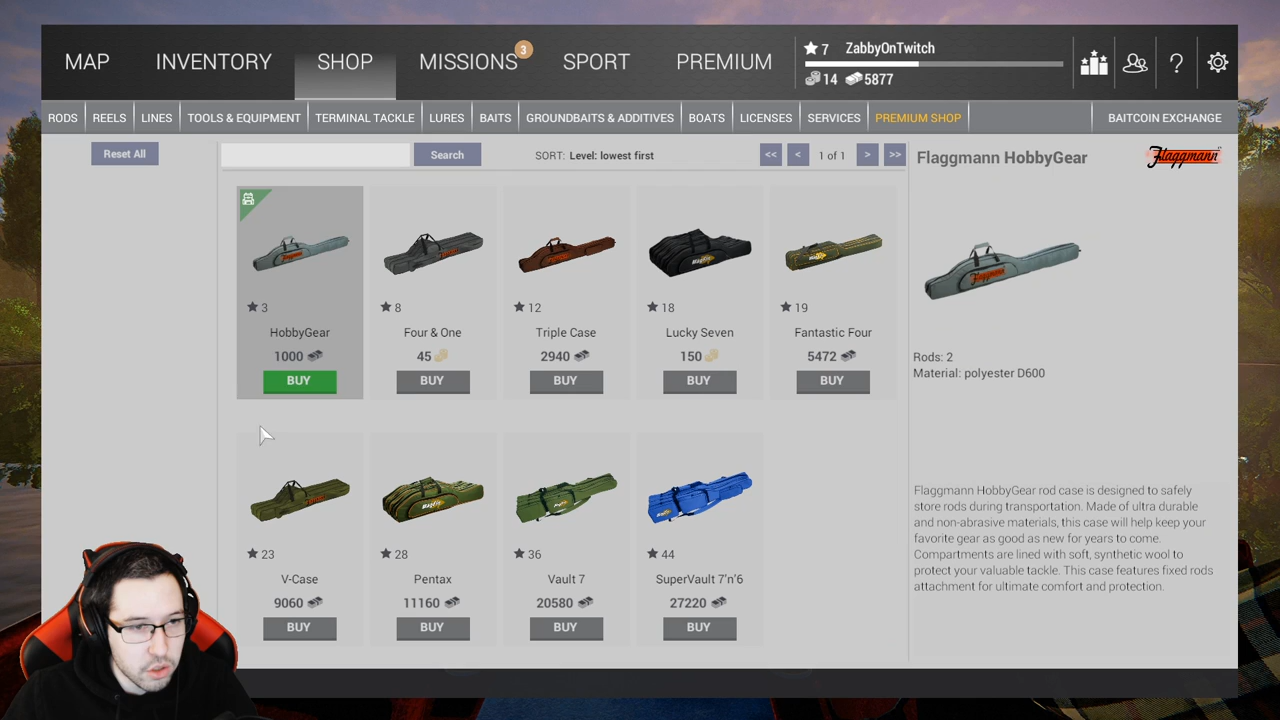 MAP INVENTORY SHOP MISSIONS 3 SPORT PREMIUM
7 ZabbyOnTwitch
14 5877
?
RODS REELS LINES TOOLS & EQUIPMENT TERMINAL TACKLE LURES BAITS GROUNDBAITS & ADDITIVES BOATS LICENSES SERVICES PREMIUM SHOP BAITCOIN EXCHANGE
Reset All
Search
SORT: Level: lowest first
<< < 1 of 1 > >>
3
HobbyGear
1000
BUY
8
Four & One
45
BUY
12
Triple Case
2940
BUY
18
Lucky Seven
150
BUY
19
Fantastic Four
5472
BUY
23
V-Case
9060
BUY
28
Pentax
11160
BUY
36
Vault 7
20580
BUY
44
SuperVault 7'n'6
27220
BUY
Flaggmann HobbyGear
Flaggmann
Flaggmann
Rods: 2
Material: polyester D600
Flaggmann HobbyGear rod case is designed to safely
store rods during transportation. Made of ultra durable
and non-abrasive materials, this case will help keep your
favorite gear as good as new for years to come.
Compartments are lined with soft, synthetic wool to
protect your valuable tackle. This case features fixed rods
attachment for ultimate comfort and protection.